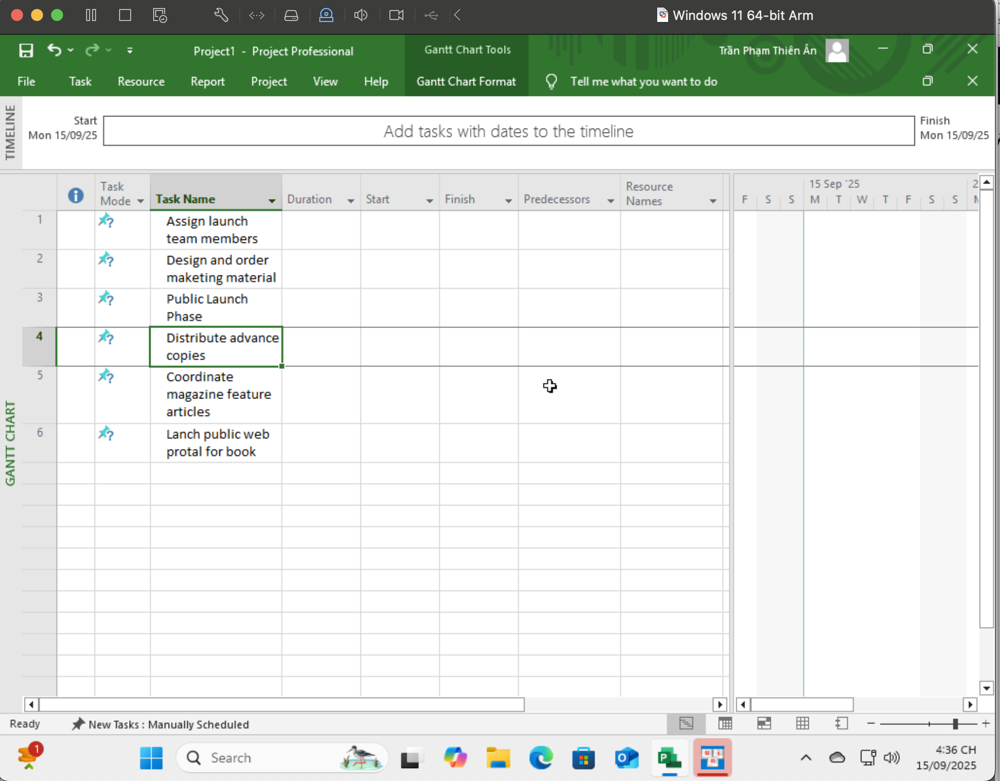 Windows 11 64-bit Arm
Project1 - Project Professional
Gantt Chart Tools
Trần Phạm Thiên Ân
File Task Resource Report Project View Help Gantt Chart Format Tell me what you want to do
TIMELINE
Start
Mon 15/09/25
Add tasks with dates to the timeline
Finish
Mon 15/09/25
GANTT CHART
Task Mode
Task Name
Duration
Start
Finish
Predecessors
Resource Names
15 Sep '25
F S S M T W T F S S
1
Assign launch
team members
2
Design and order
maketing material
3
Public Launch
Phase
4
Distribute advance
copies
5
Coordinate
magazine feature
articles
6
Lanch public web
protal for book
Ready
New Tasks : Manually Scheduled
1
Search
4:36 CH
15/09/2025